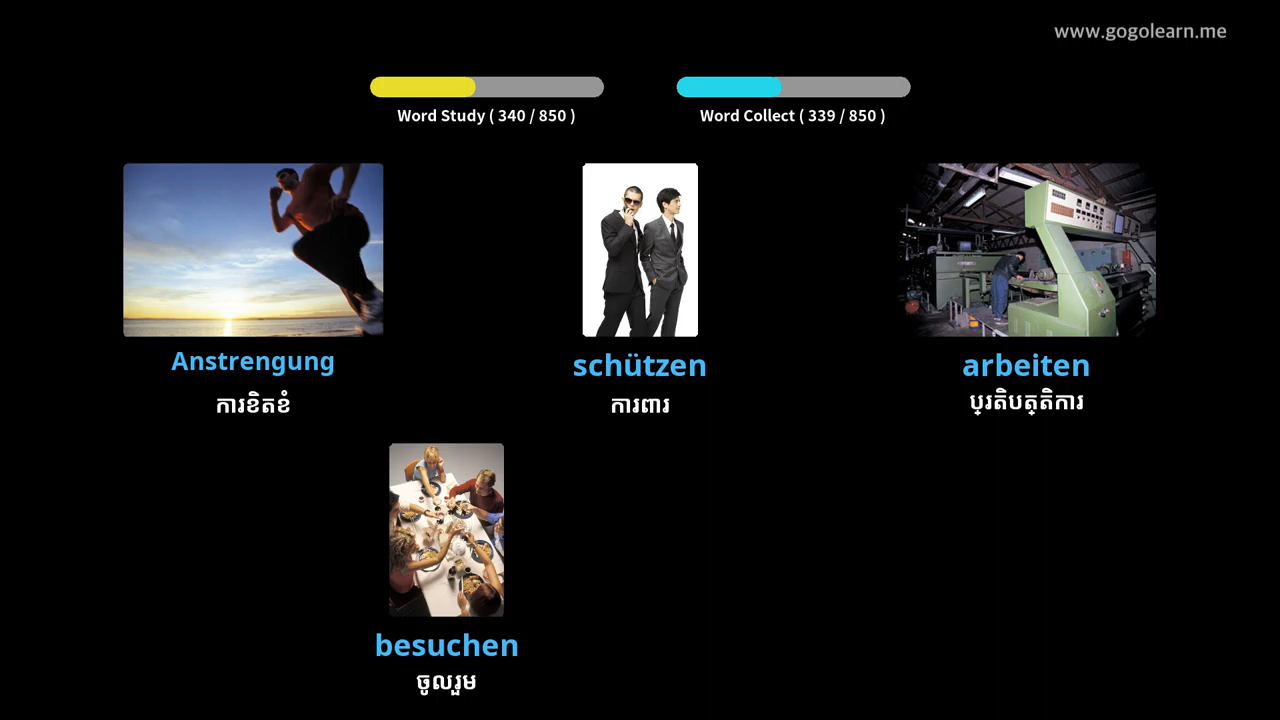 www.gogolearn.me
Word Study ( 340 / 850 )
Word Collect ( 339 / 850 )
Anstrengung
ការខិតខំ
schützen
ការពារ
arbeiten
ប្រតិបត្តិការ
besuchen
ចូលរួម